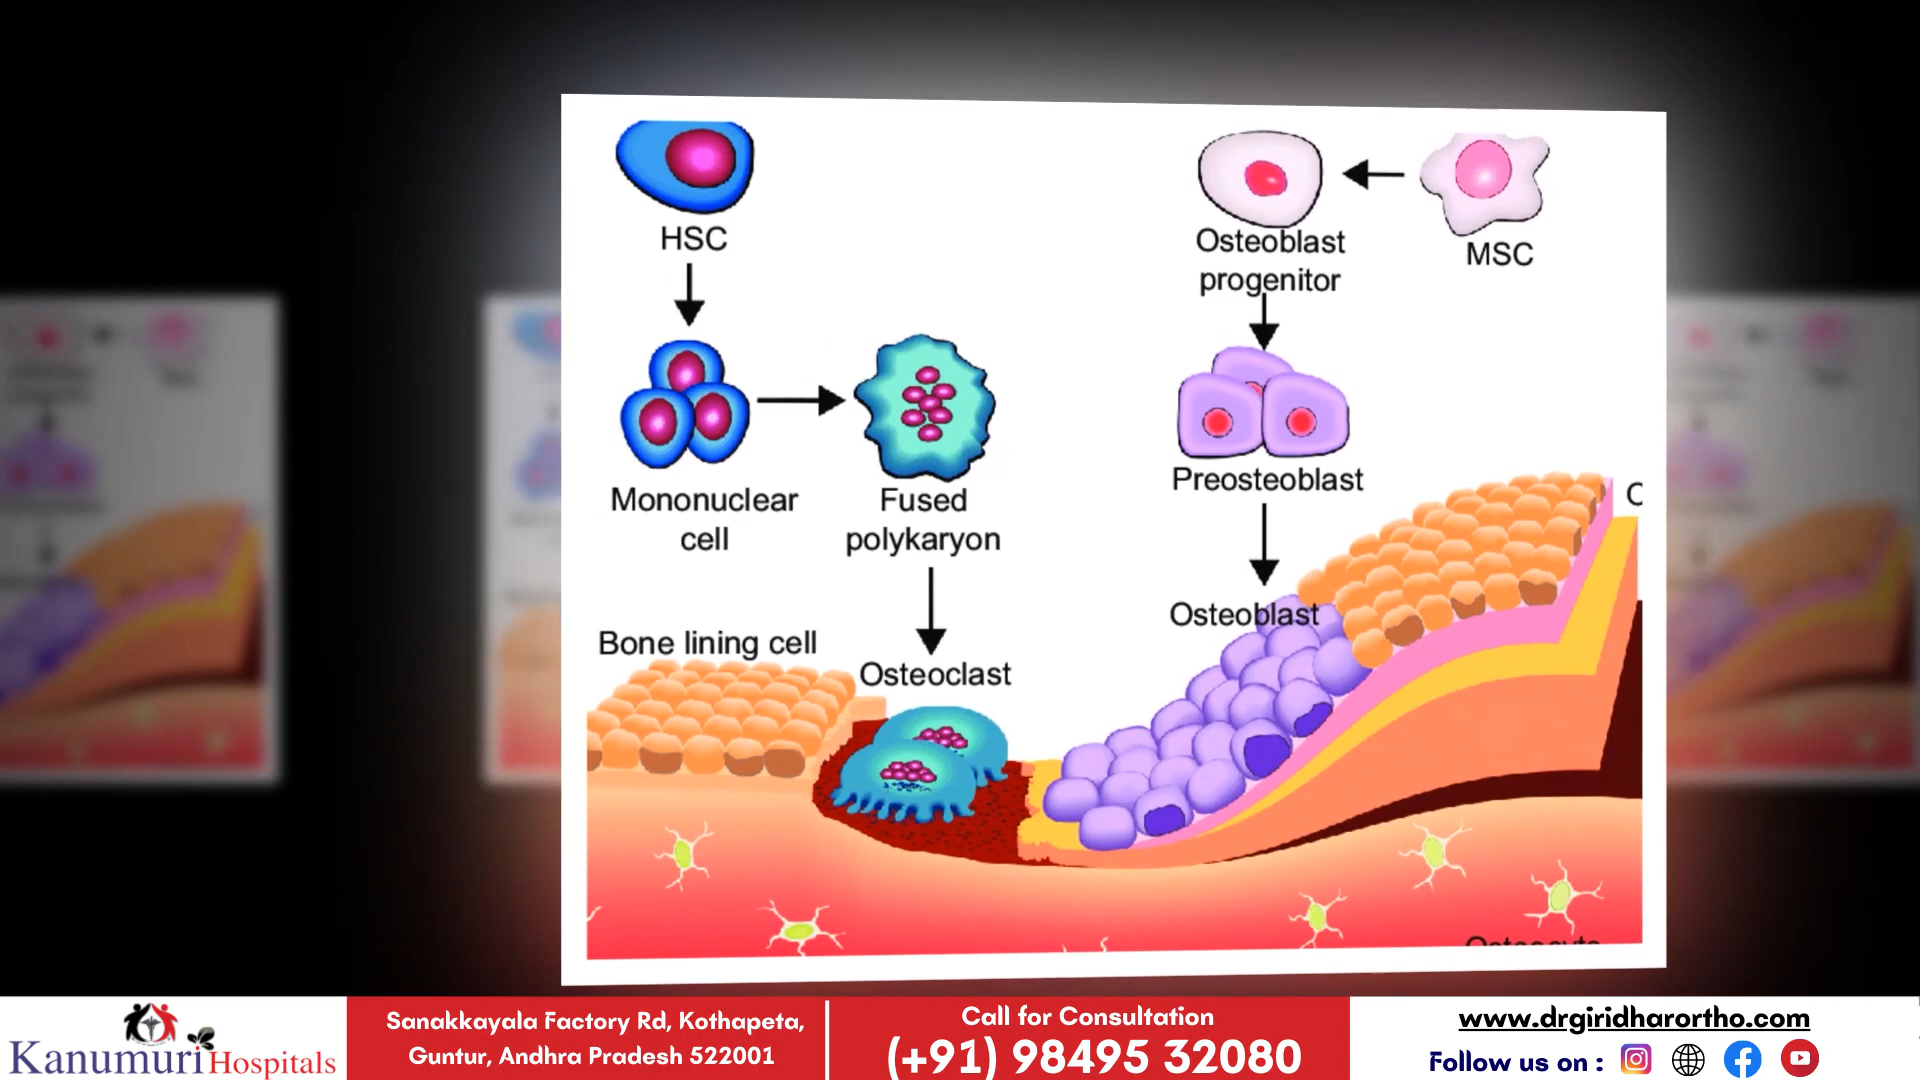 HSC
Osteoblast
progenitor
MSC
Mononuclear
cell
Fused
polykaryon
Preosteoblast
C
Osteoblast
Bone lining cell
Osteoclast
Kanumuri Hospitals
Sanakkayala Factory Rd, Kothapeta,
Guntur, Andhra Pradesh 522001
Call for Consultation
(+91) 98495 32080
www.drgiridharortho.com
Follow us on :